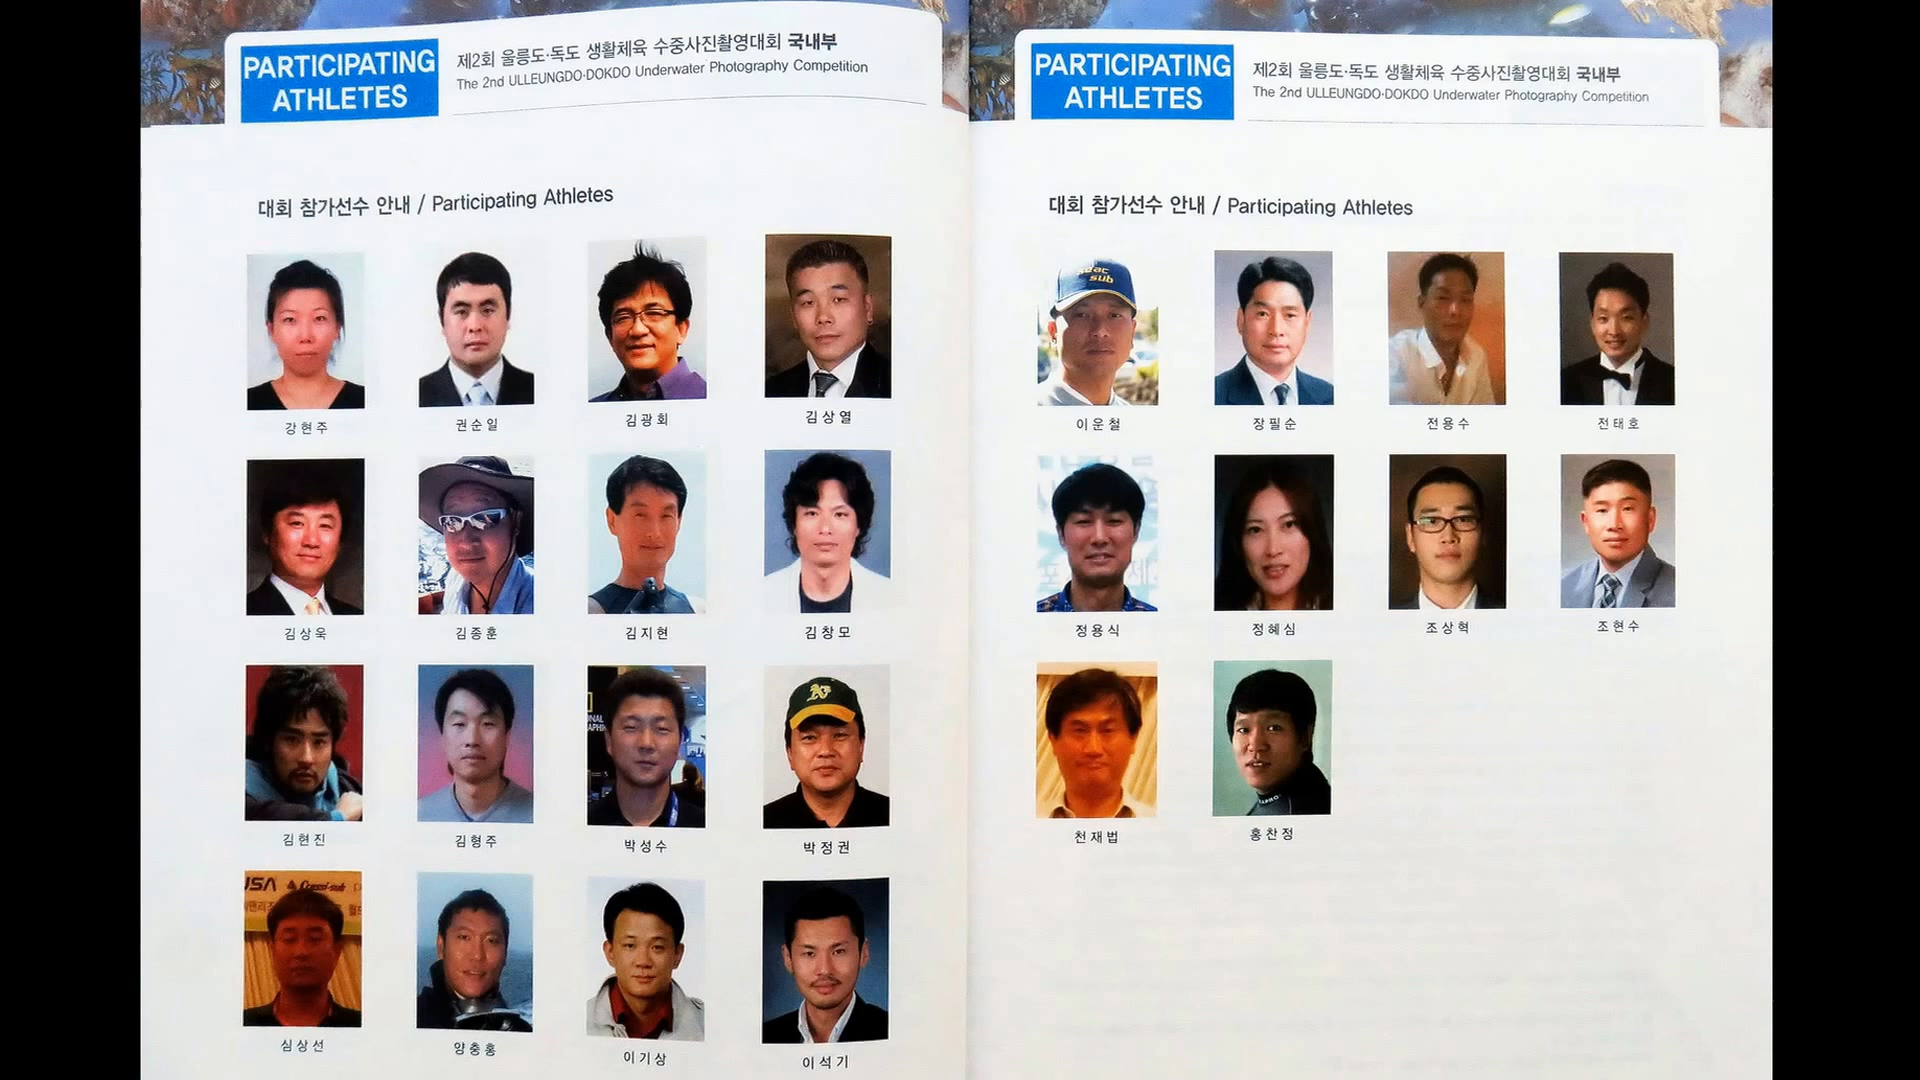 PARTICIPATING
ATHLETES
제2회 울릉도·독도 생활체육 수중사진촬영대회 국내부
The 2nd ULLEUNGDO·DOKDO Underwater Photography Competition
대회 참가선수 안내 / Participating Athletes
강현주
권순일
김광회
김상열
김상욱
김종훈
김지현
김창모
김현진
김형주
박성수
박정권
USA Cressi-sub
심상선
양충홍
이기상
이석기
PARTICIPATING
ATHLETES
제2회 울릉도·독도 생활체육 수중사진촬영대회 국내부
The 2nd ULLEUNGDO·DOKDO Underwater Photography Competition
대회 참가선수 안내 / Participating Athletes
seac
sub
이운철
장필순
전용수
전태호
정용식
정혜심
조상혁
조현수
천재법
홍찬정